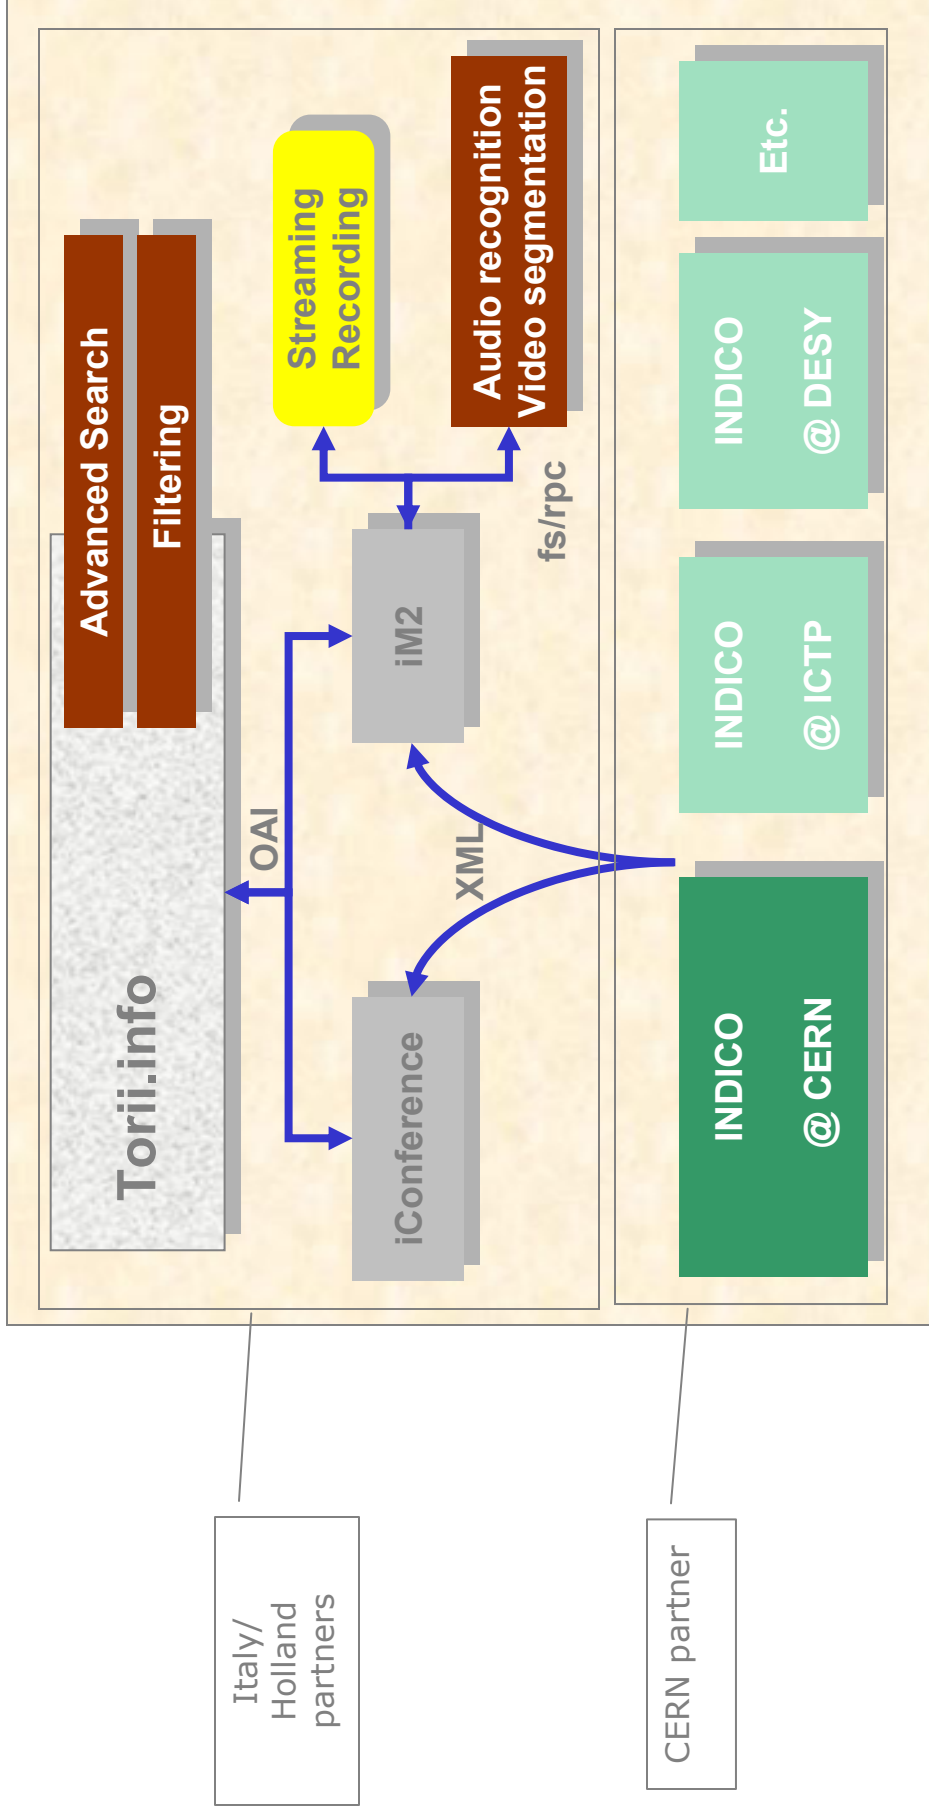 Italy/
Holland
partners
Torii.info
Advanced Search
Filtering
OAI
Streaming
Recording
iConference
iM2
XML
Audio recognition
Video segmentation
fs/rpc
CERN partner
INDICO
@ CERN
INDICO
@ ICTP
INDICO
@ DESY
Etc.